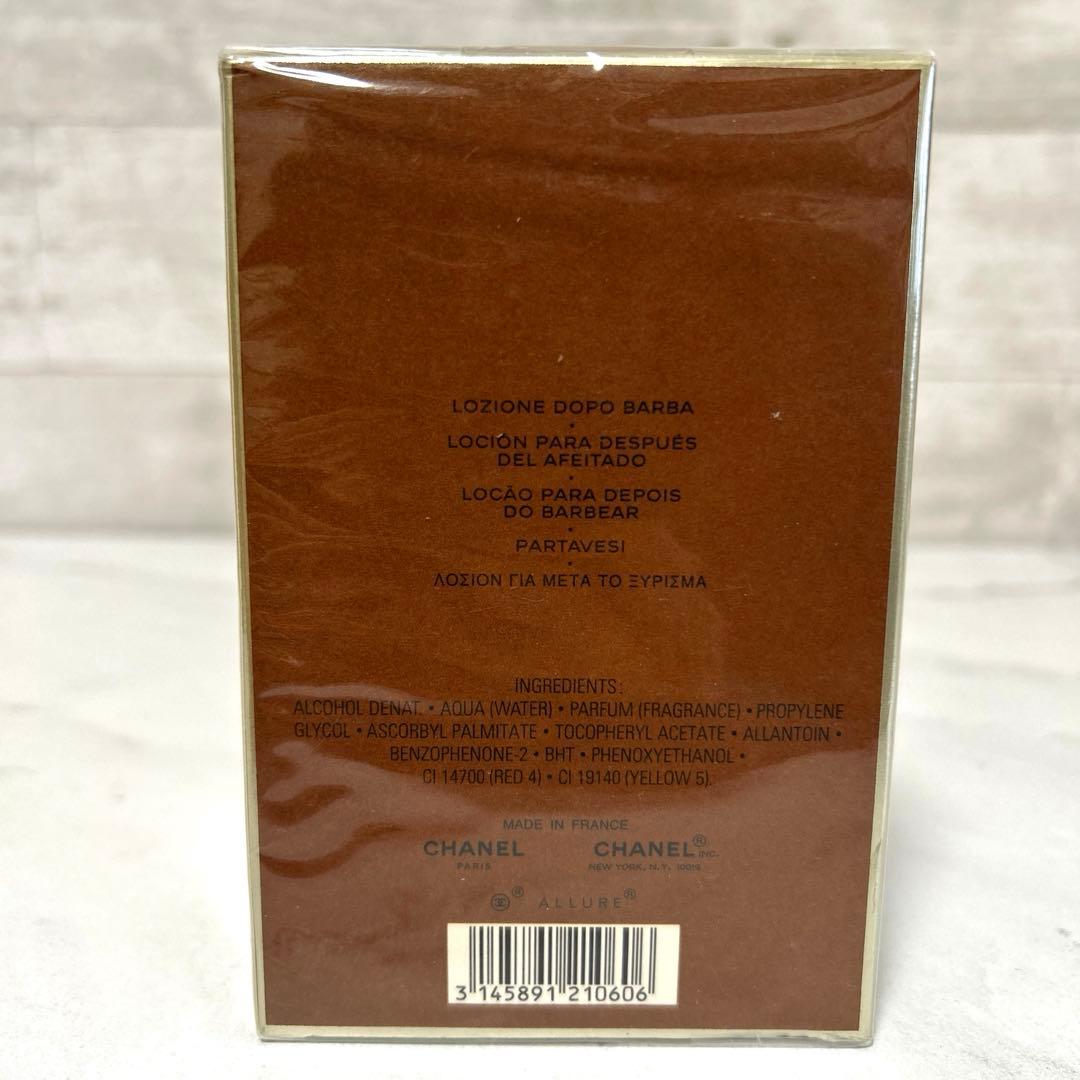 LOZIONE DOPO BARBA
•
LOCIÓN PARA DESPUÉS
DEL AFEITADO
•
LOCÃO PARA DEPOIS
DO BARBEAR
•
PARTAVESI
•
ΛΟΣΙΟΝ ΓΙΑ ΜΕΤΑ ΤΟ ΞΥΡΙΣΜΑ
INGREDIENTS:
ALCOHOL DENAT. • AQUA (WATER) • PARFUM (FRAGRANCE) • PROPYLENE
GLYCOL • ASCORBYL PALMITATE • TOCOPHERYL ACETATE • ALLANTOIN •
BENZOPHENONE-2 • BHT • PHENOXYETHANOL •
CI 14700 (RED 4) • CI 19140 (YELLOW 5).
MADE IN FRANCE
CHANEL CHANEL® INC.
PARIS NEW YORK, N.Y. 10019
® ALLURE®
3 145891 210606